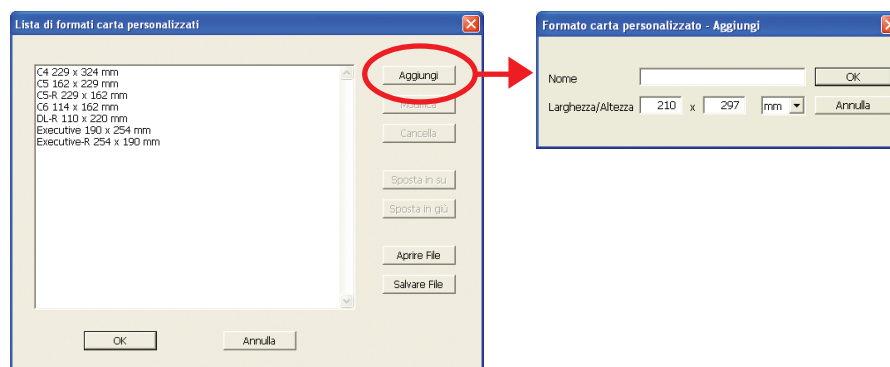 Lista di formati carta personalizzati
C4 229 x 324 mm
C5 162 x 229 mm
C5-R 229 x 162 mm
C6 114 x 162 mm
DL-R 110 x 220 mm
Executive 190 x 254 mm
Executive-R 254 x 190 mm
Aggiungi
Modifica
Cancella
Sposta in su
Sposta in giù
Aprire File
Salvare File
OK
Annulla
Formato carta personalizzato - Aggiungi
Nome
OK
Larghezza/Altezza 210 x 297 mm
Annulla